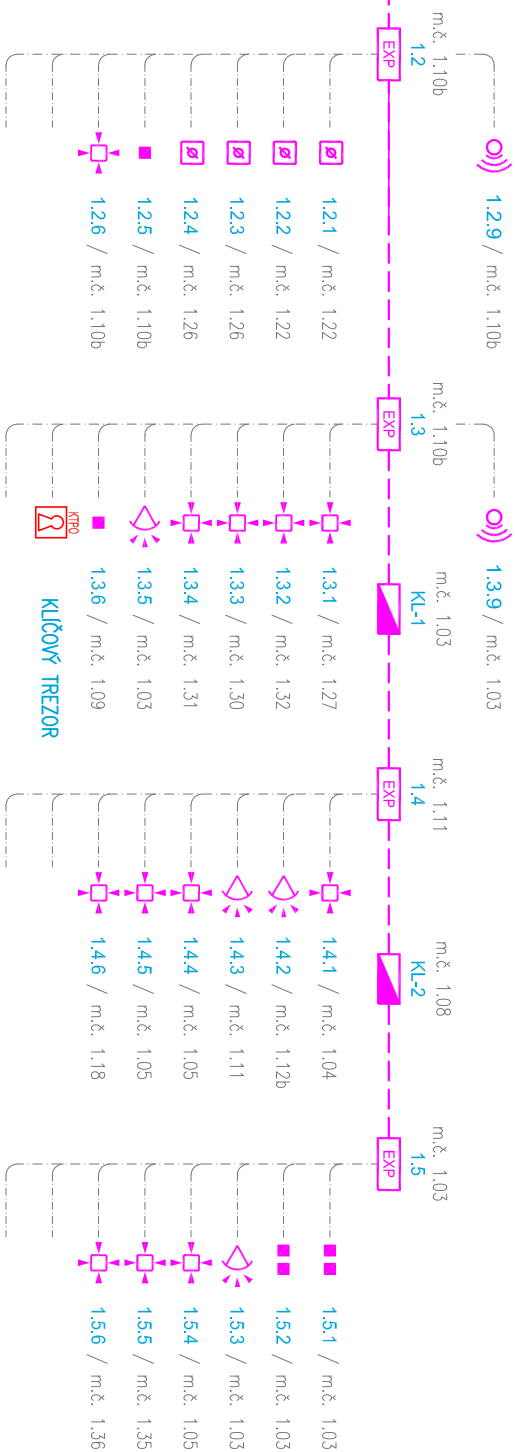 1.2.9 / m.č. 1.10b
m.č. 1.10b
1.2
EXP
1.2.1 / m.č. 1.22
1.2.2 / m.č. 1.22
1.2.3 / m.č. 1.26
1.2.4 / m.č. 1.26
1.2.5 / m.č. 1.10b
1.2.6 / m.č. 1.10b
1.3.9 / m.č. 1.03
m.č. 1.10b
1.3
EXP
m.č. 1.03
KL-1
1.3.1 / m.č. 1.27
1.3.2 / m.č. 1.32
1.3.3 / m.č. 1.30
1.3.4 / m.č. 1.31
1.3.5 / m.č. 1.03
1.3.6 / m.č. 1.09
KTPO
KLÍČOVÝ TREZOR
m.č. 1.11
1.4
EXP
m.č. 1.08
KL-2
1.4.1 / m.č. 1.04
1.4.2 / m.č. 1.12b
1.4.3 / m.č. 1.11
1.4.4 / m.č. 1.05
1.4.5 / m.č. 1.05
1.4.6 / m.č. 1.18
m.č. 1.03
1.5
EXP
1.5.1 / m.č. 1.03
1.5.2 / m.č. 1.03
1.5.3 / m.č. 1.03
1.5.4 / m.č. 1.05
1.5.5 / m.č. 1.35
1.5.6 / m.č. 1.36